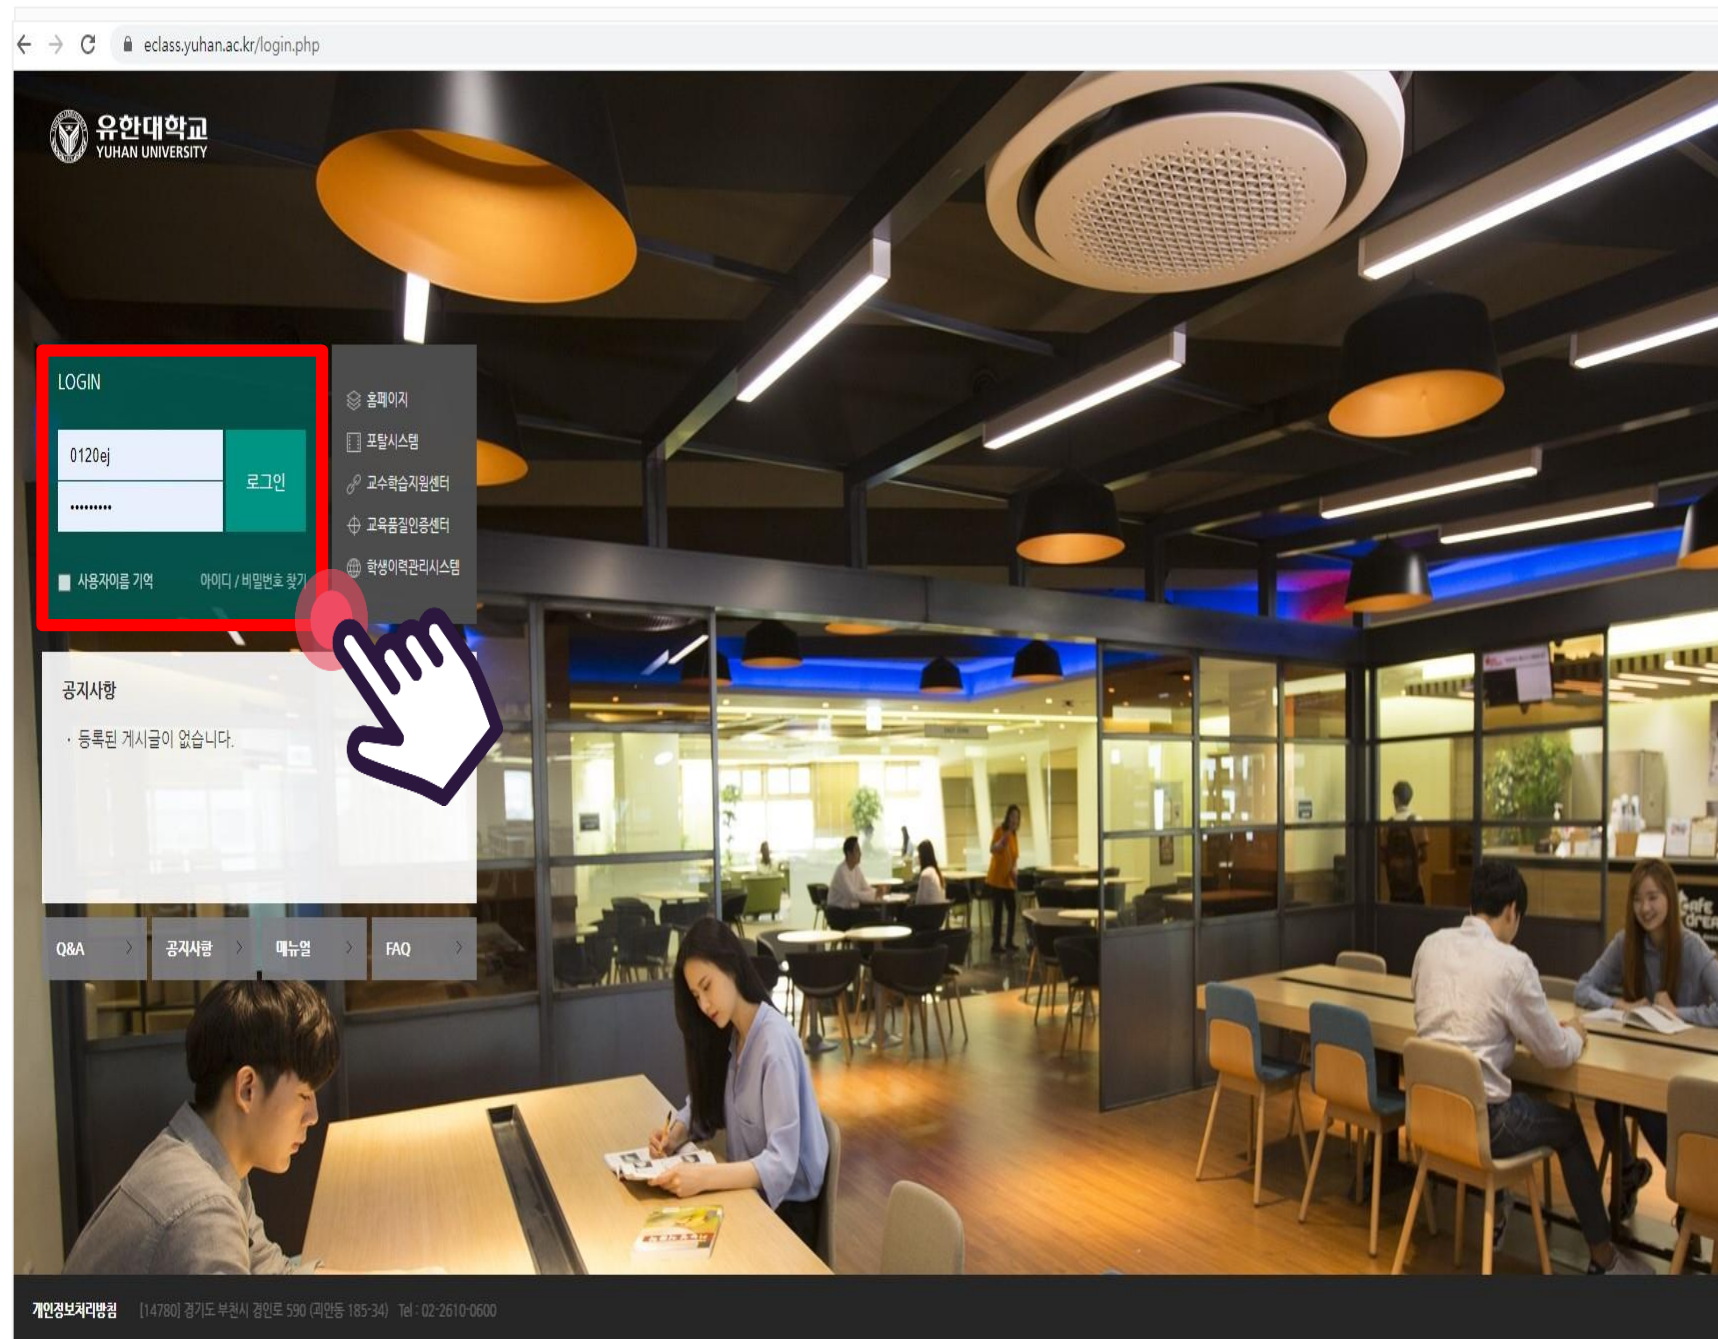 eclass.yuhan.ac.kr/login.php
유한대학교
YUHAN UNIVERSITY
LOGIN
0120ej
•••••••••
로그인
사용자이름 기억
아이디 / 비밀번호 찾기
홈페이지
포탈시스템
교수학습지원센터
교육품질인증센터
학생이력관리시스템
공지사항
· 등록된 게시글이 없습니다.
Q&A
공지사항
매뉴얼
FAQ
개인정보처리방침 [14780] 경기도 부천시 경인로 590 (괴안동 185-34) Tel : 02-2610-0600